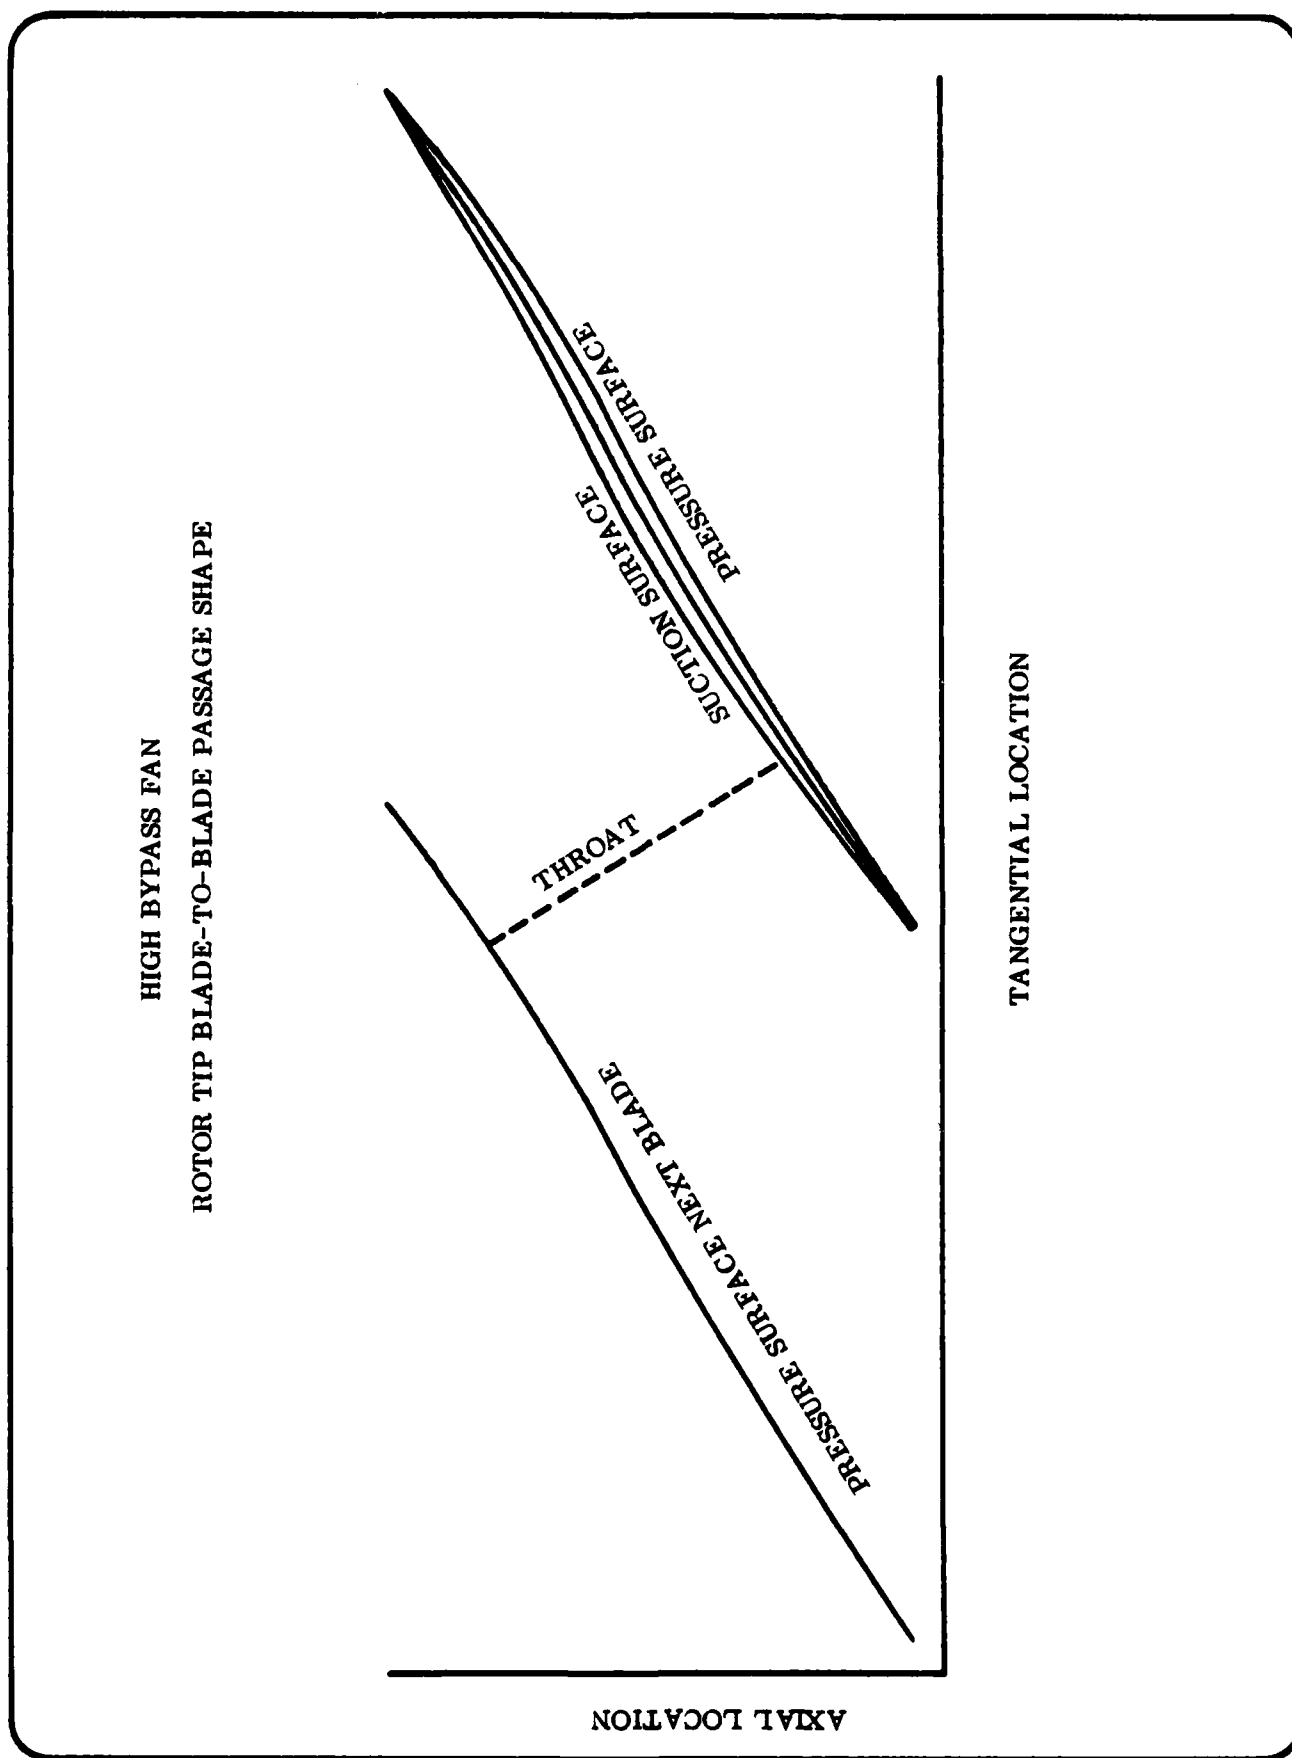 HIGH BYPASS FAN
ROTOR TIP BLADE-TO-BLADE PASSAGE SHAPE
AXIAL LOCATION
PRESSURE SURFACE NEXT BLADE
THROAT
SUCTION SURFACE
PRESSURE SURFACE
TANGENTIAL LOCATION